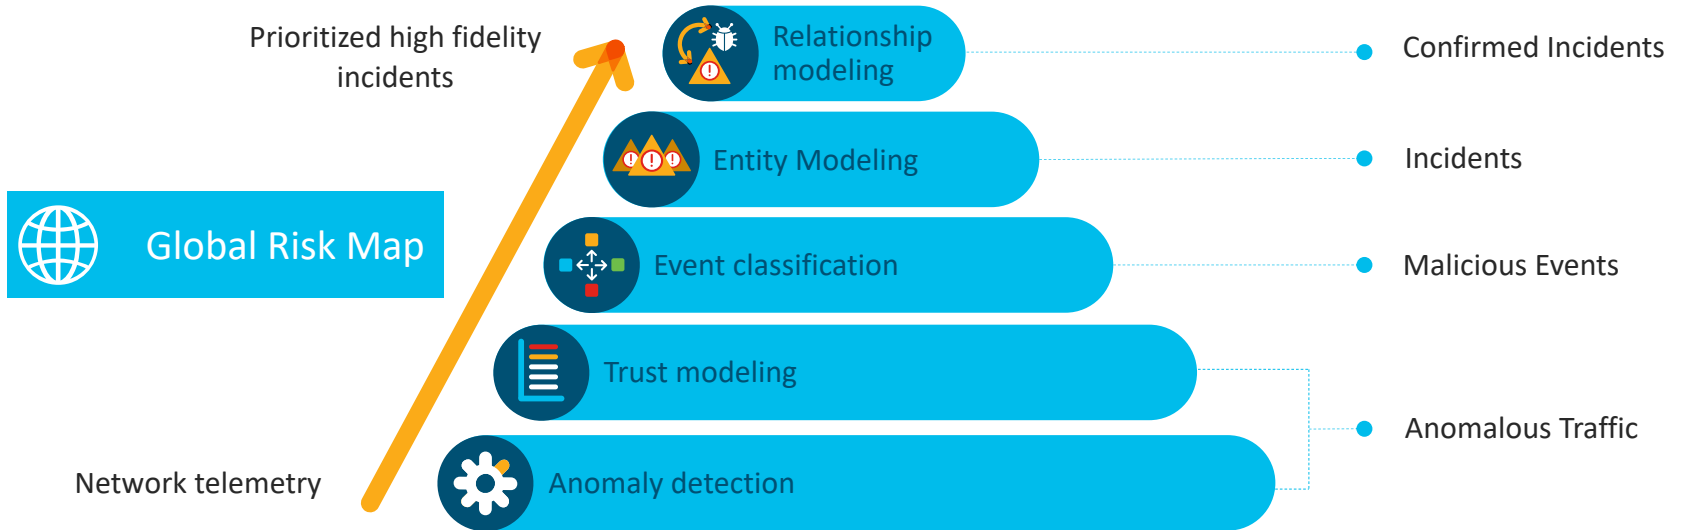 Prioritized high fidelity
incidents
Relationship
modeling
Confirmed Incidents
Entity Modeling
Incidents
Global Risk Map
Event classification
Malicious Events
Trust modeling
Anomalous Traffic
Network telemetry
Anomaly detection